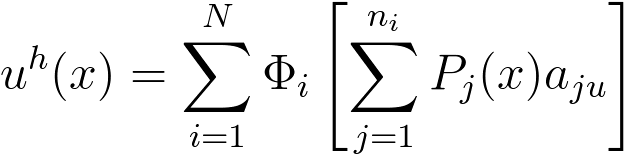 u^h(x) = \sum_{i=1}^{N} \Phi_i \left[ \sum_{j=1}^{n_i} P_j(x) a_{ju} \right]